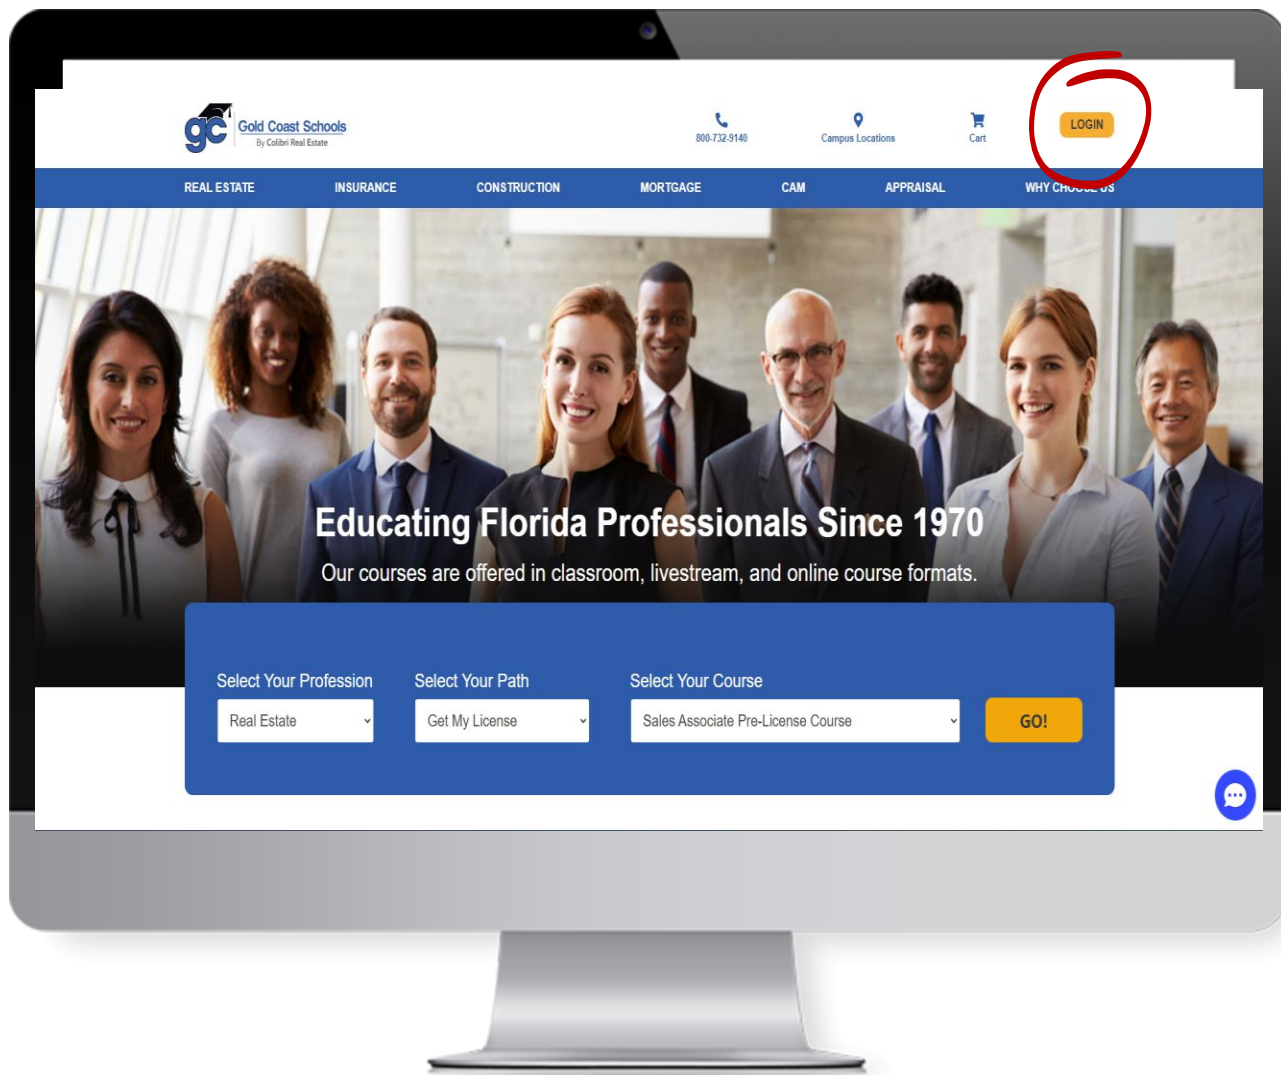 gc
Gold Coast Schools
By Colibri Real Estate
800-732-9140
Campus Locations
Cart
LOGIN
REAL ESTATE
INSURANCE
CONSTRUCTION
MORTGAGE
CAM
APPRAISAL
WHY CHOOSE US
Educating Florida Professionals Since 1970
Our courses are offered in classroom, livestream, and online course formats.
Select Your Profession
Select Your Path
Select Your Course
Real Estate
Get My License
Sales Associate Pre-License Course
GO!